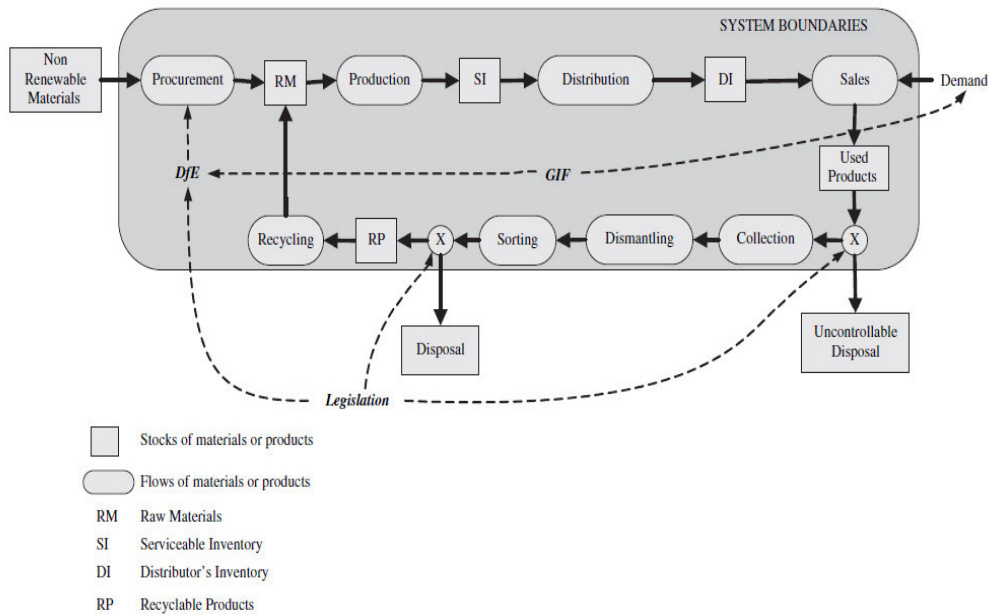 SYSTEM BOUNDARIES
Non
Renewable
Materials
Procurement
RM
Production
SI
Distribution
DI
Sales
Demand
DfE
GIF
Used
Products
Recycling
RP
X
Sorting
Dismantling
Collection
X
Disposal
Uncontrollable
Disposal
Legislation
Stocks of materials or products
Flows of materials or products
RM Raw Materials
SI Serviceable Inventory
DI Distributor's Inventory
RP Recyclable Products